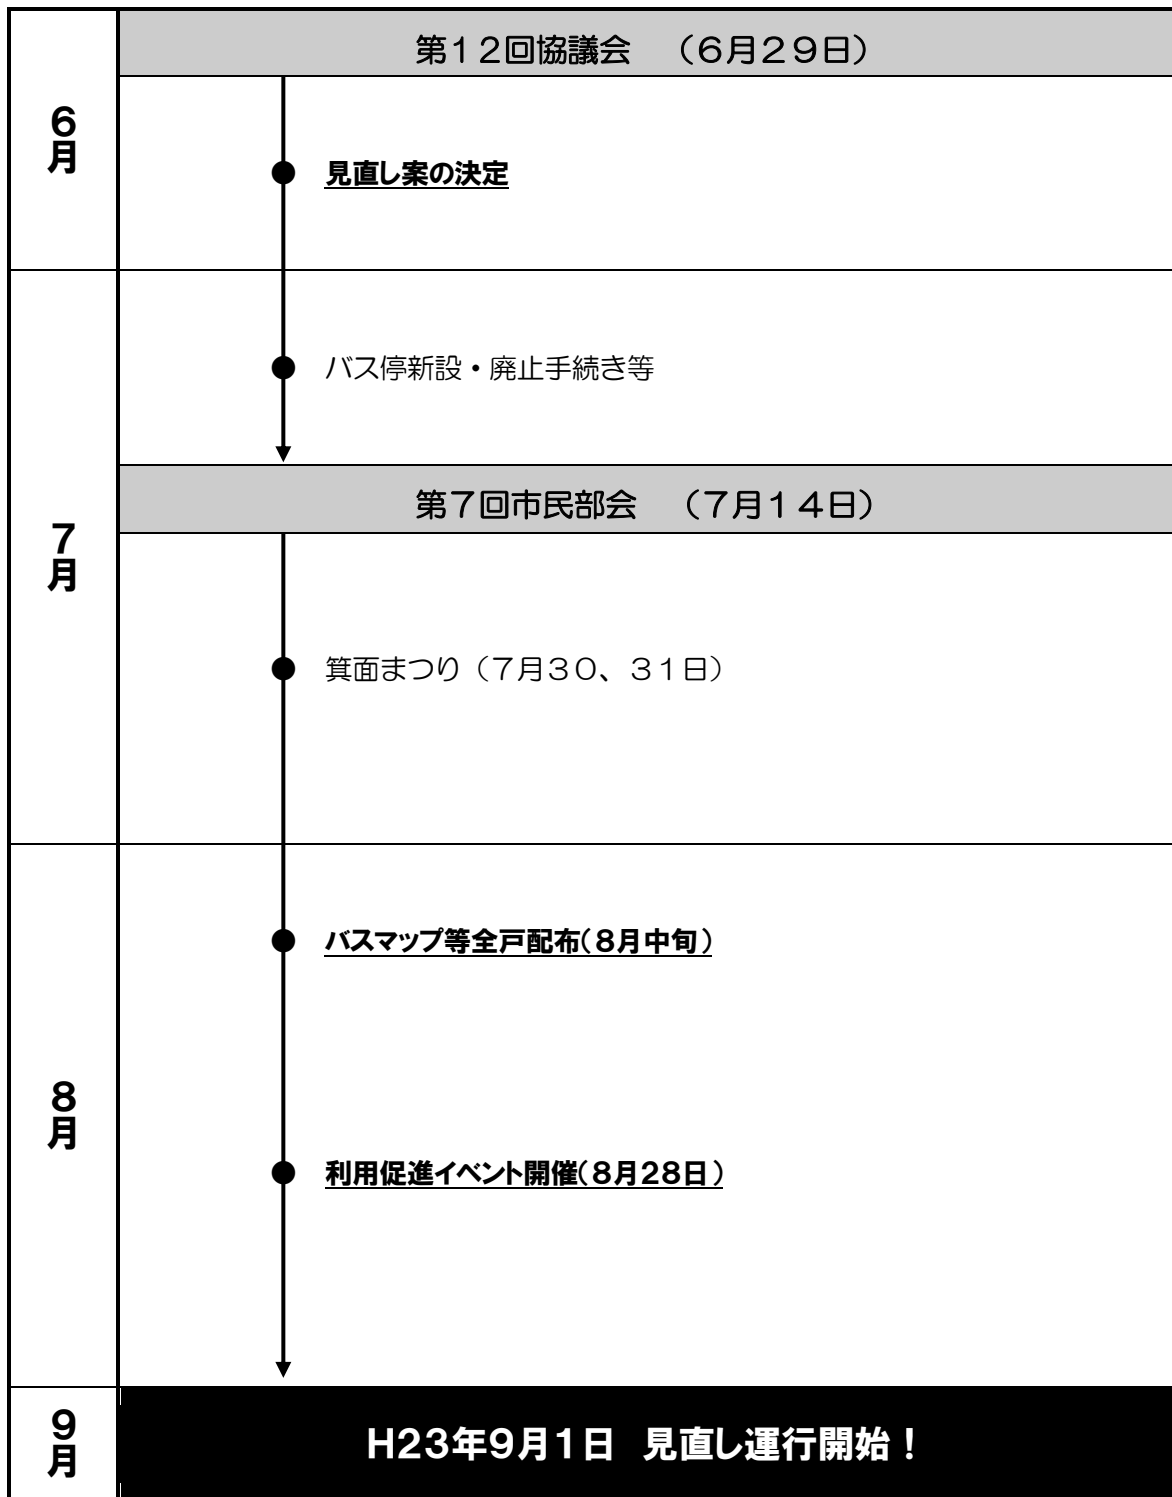 ６月
第１２回協議会　（６月２９日）
見直し案の決定
７月
バス停新設・廃止手続き等
第７回市民部会　（７月１４日）
箕面まつり（７月３０、３１日）
８月
バスマップ等全戸配布（８月中旬）
利用促進イベント開催（８月２８日）
９月
H２３年９月１日　見直し運行開始！